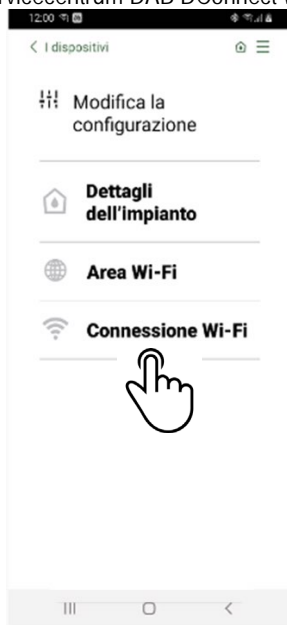 12:00
I dispositivi
Modifica la
configurazione
Dettagli
dell'impianto
Area Wi-Fi
Connessione Wi-Fi